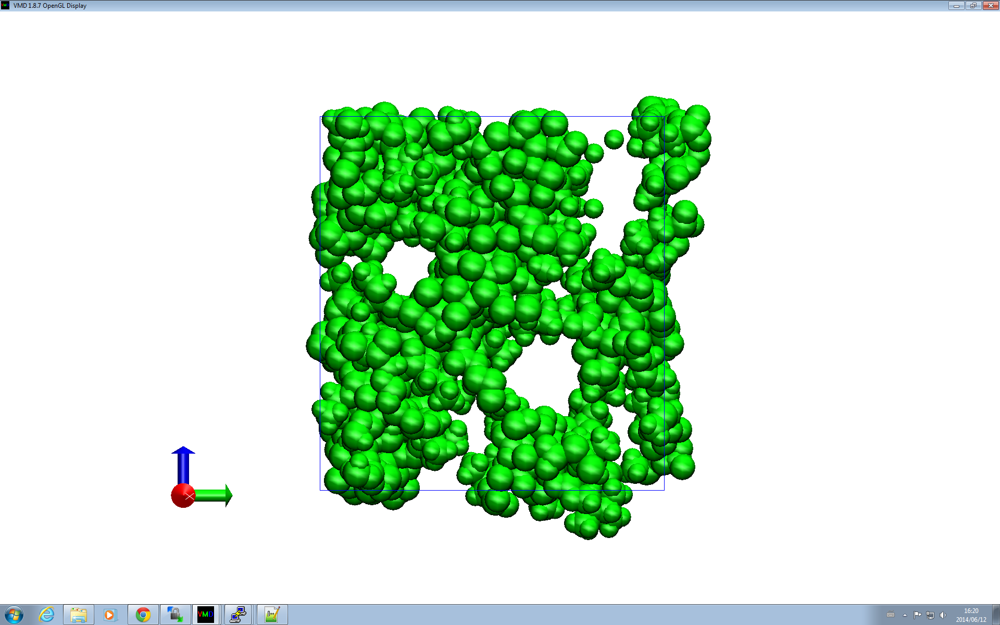 VMD 1.8.7 OpenGL Display
X
VMD
n++
16:20
2014/06/12